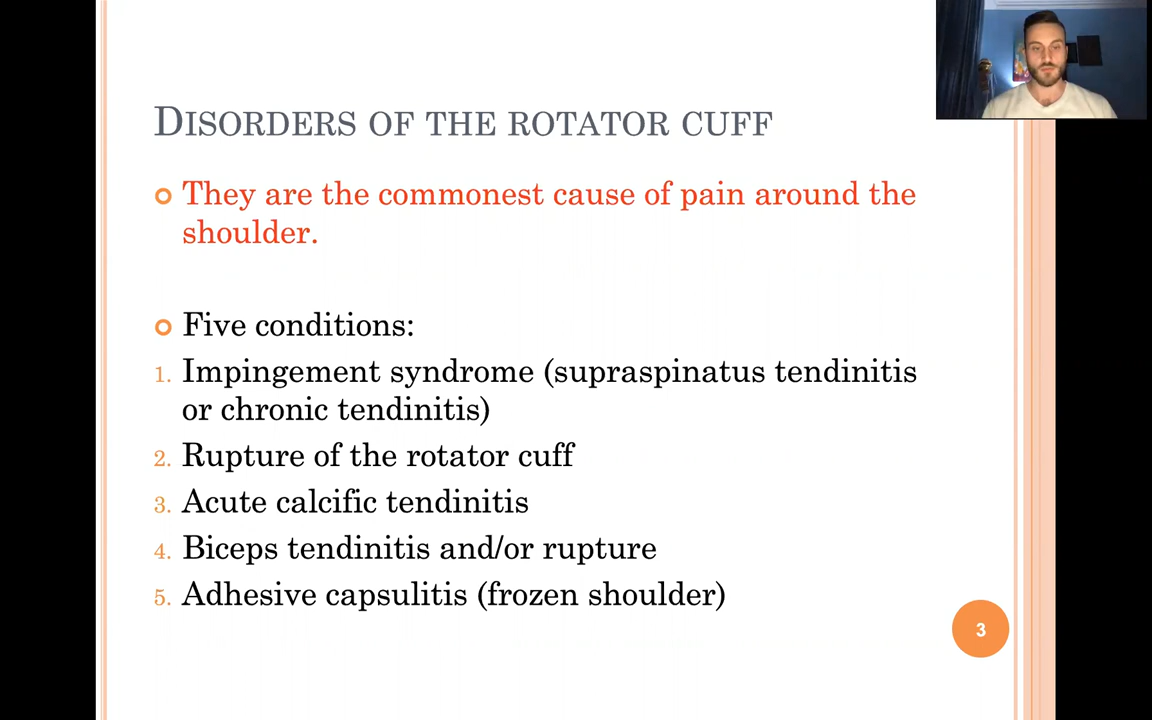 DISORDERS OF THE ROTATOR CUFF
They are the commonest cause of pain around the
shoulder.
Five conditions:
1. Impingement syndrome (supraspinatus tendinitis
or chronic tendinitis)
2. Rupture of the rotator cuff
3. Acute calcific tendinitis
4. Biceps tendinitis and/or rupture
5. Adhesive capsulitis (frozen shoulder)
3